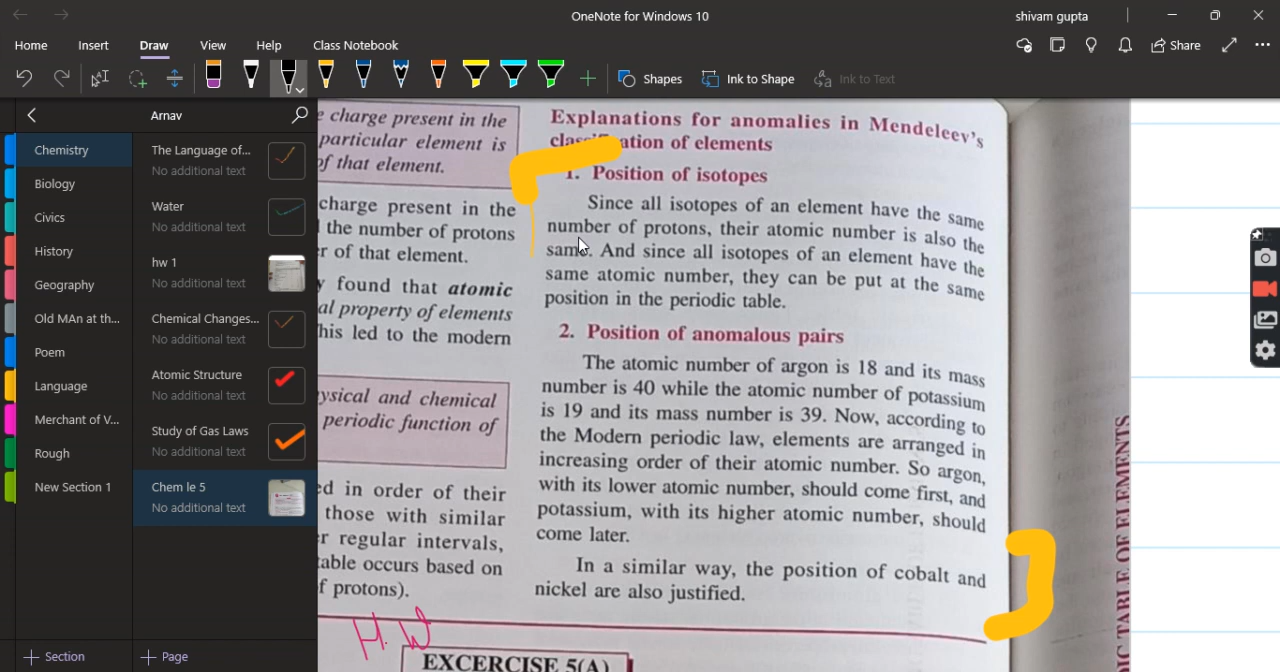 OneNote for Windows 10
shivam gupta
Home
Insert
Draw
View
Help
Class Notebook
Share
Shapes
Ink to Shape
Ink to Text
Arnav
Chemistry
Biology
Civics
History
Geography
Old MAn at th...
Poem
Language
Merchant of V...
Rough
New Section 1
Section
The Language of...
No additional text
Water
No additional text
hw 1
No additional text
Chemical Changes...
No additional text
Atomic Structure
No additional text
Study of Gas Laws
No additional text
Chem le 5
No additional text
Page
charge present in the
particular element is
of that element.
charge present in the
the number of protons
of that element.
found that atomic
property of elements
This led to the modern
and chemical
periodic function of
in order of their
those with similar
regular intervals,
table occurs based on
protons).
H.W
Explanations for anomalies in Mendeleev's
classification of elements
1. Position of isotopes
Since all isotopes of an element have the same
number of protons, their atomic number is also the
same. And since all isotopes of an element have the
same atomic number, they can be put at the same
position in the periodic table.
2. Position of anomalous pairs
The atomic number of argon is 18 and its mass
number is 40 while the atomic number of potassium
is 19 and its mass number is 39. Now, according to
the Modern periodic law, elements are arranged in
increasing order of their atomic number. So argon,
with its lower atomic number, should come first, and
potassium, with its higher atomic number, should
come later.
In a similar way, the position of cobalt and
nickel are also justified.
EXCERCISE 5(A)
TABLE OF ELEMENTS